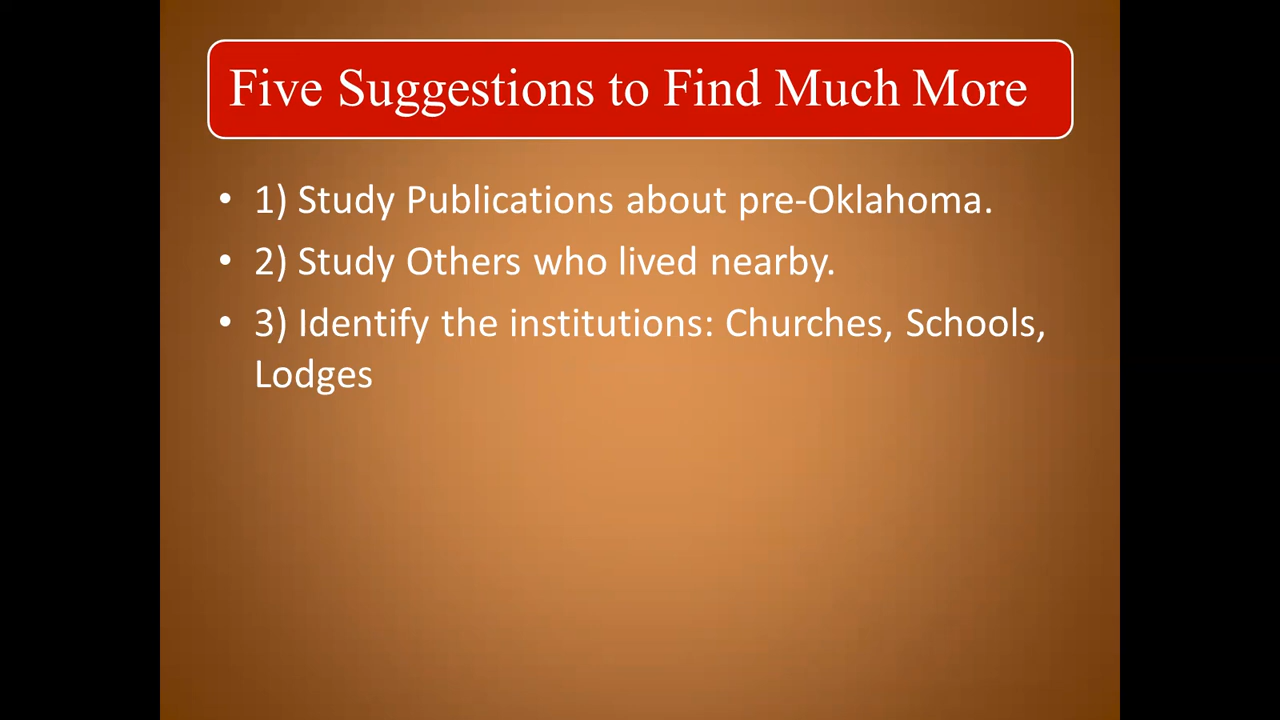 Five Suggestions to Find Much More
• 1) Study Publications about pre-Oklahoma.
• 2) Study Others who lived nearby.
• 3) Identify the institutions: Churches, Schools,
Lodges